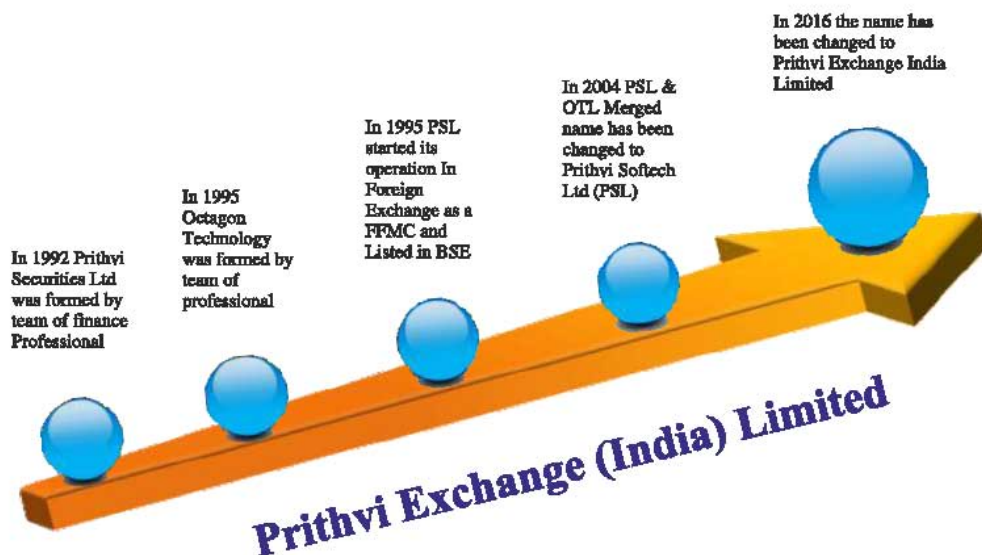 In 1992 Prithvi
Securities Ltd
was formed by
team of finance
Professional
In 1995
Octagon
Technology
was formed by
team of
professional
In 1995 PSL
started its
operation In
Foreign
Exchange as a
FFMC and
Listed in BSE
In 2004 PSL &
OTL Merged
name has been
changed to
Prithvi Softech
Ltd (PSL)
In 2016 the name has
been changed to
Prithvi Exchange India
Limited
Prithvi Exchange (India) Limited